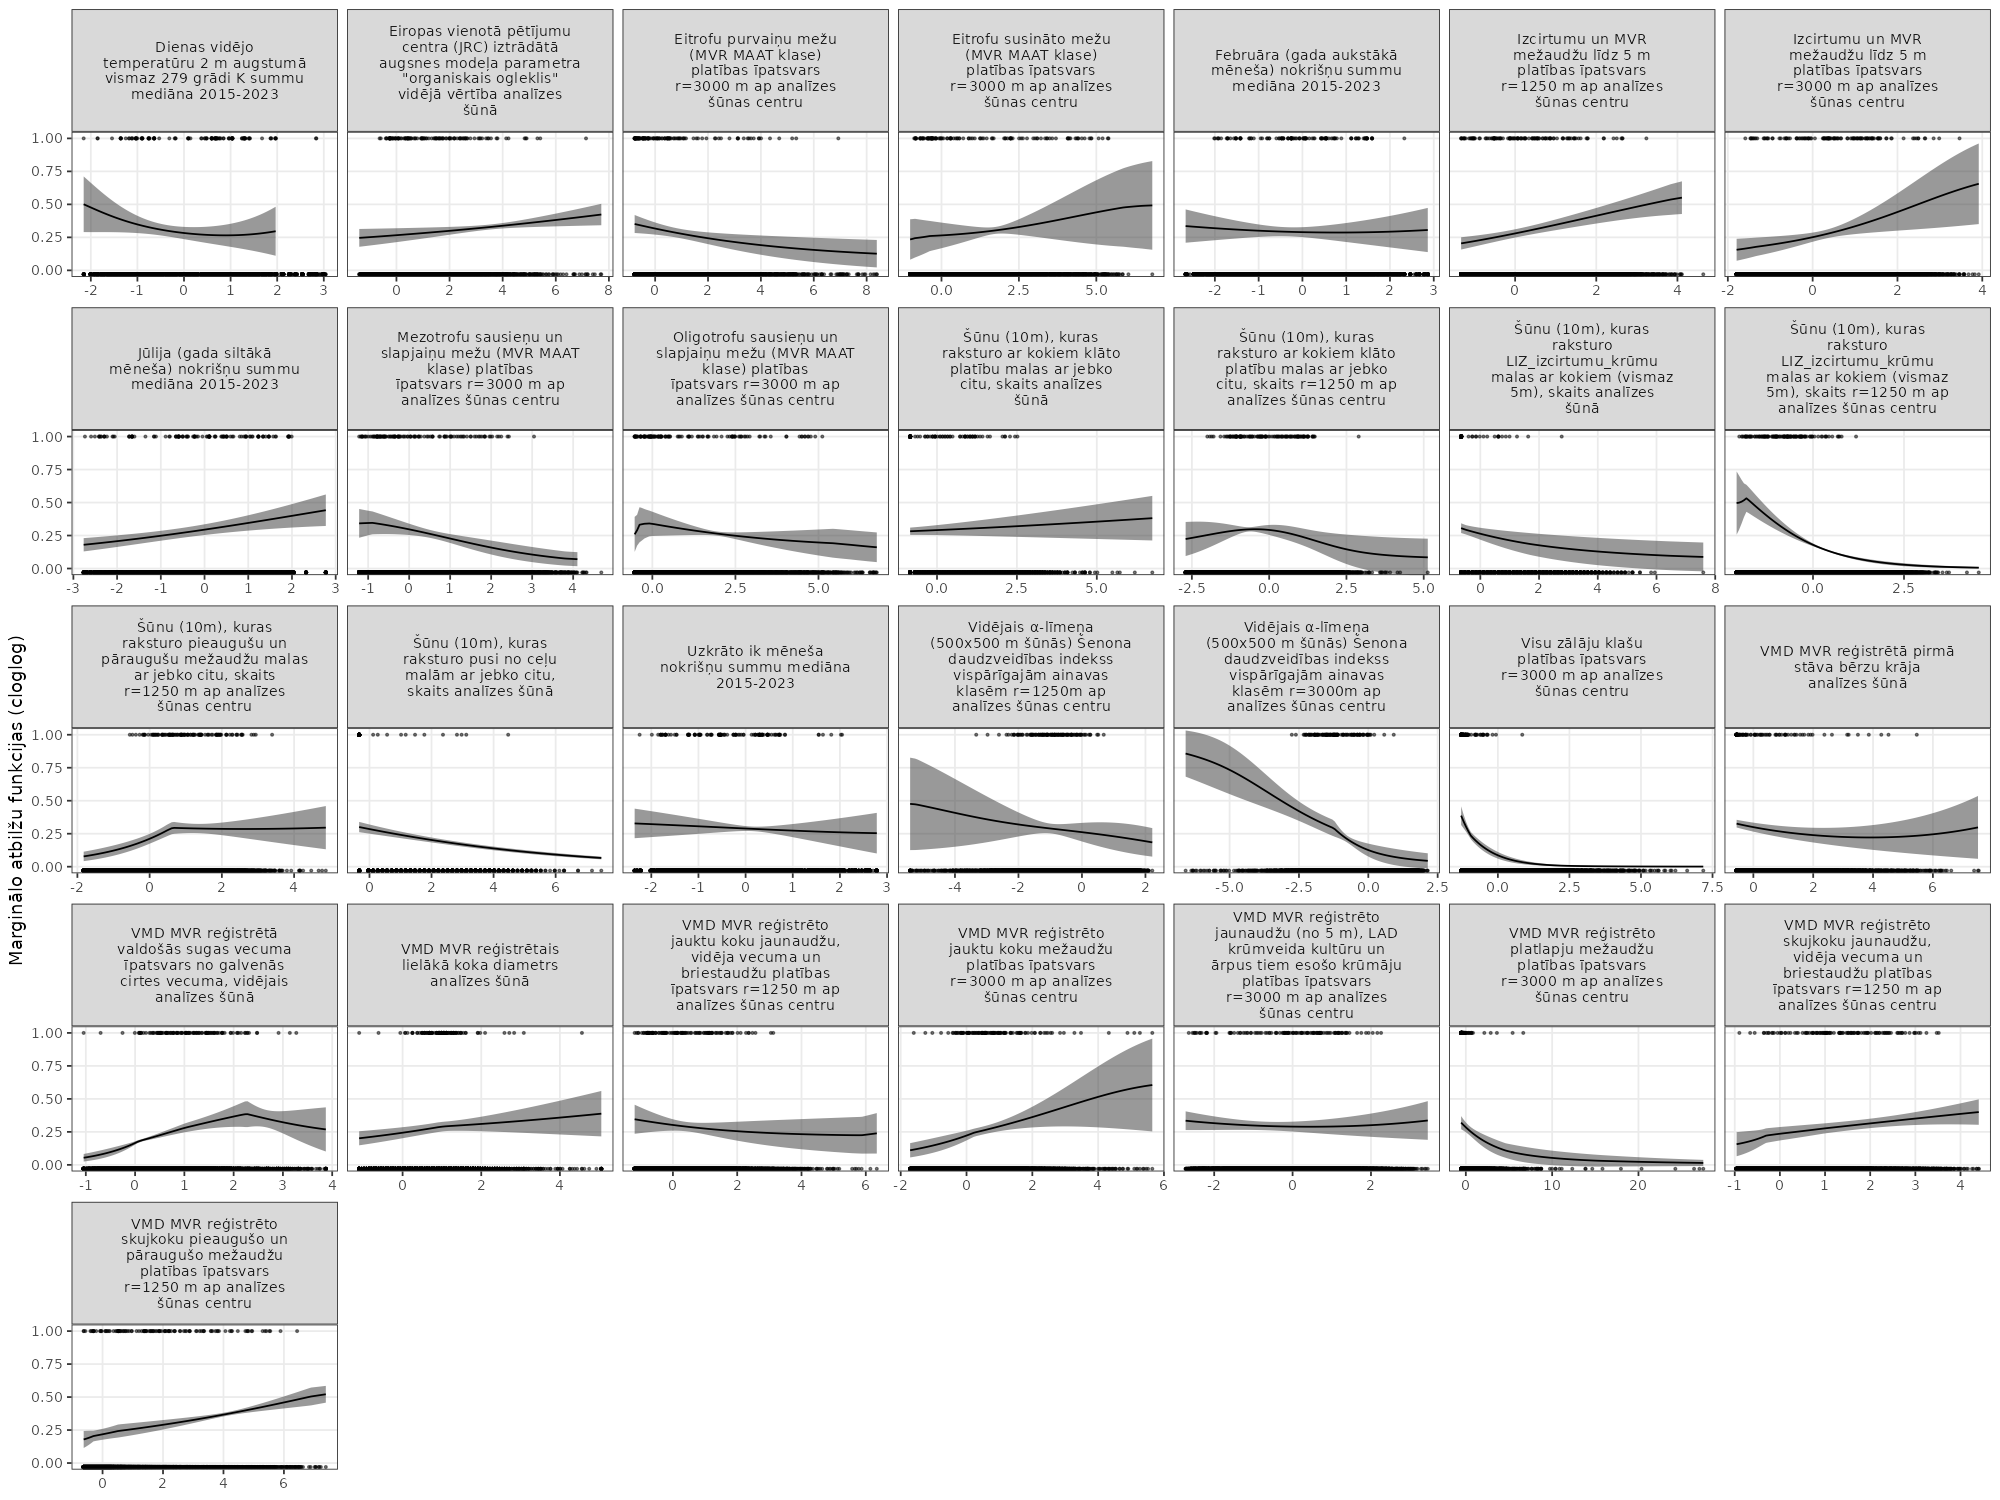 Dienas vidējo
temperatūru 2 m augstumā
vismaz 279 grādi K summu
mediāna 2015-2023
Eiropas vienotā pētījumu
centra (JRC) iztrādātā
augsnes modeļa parametra
"organiskais ogleklis"
vidējā vērtība analīzes
šūnā
Eitrofu purvaiņu mežu
(MVR MAAT klase)
platības īpatsvars
r=3000 m ap analīzes
šūnas centru
Eitrofu susināto mežu
(MVR MAAT klase)
platības īpatsvars
r=3000 m ap analīzes
šūnas centru
Februāra (gada aukstākā
mēneša) nokrišņu summu
mediāna 2015-2023
Izcirtumu un MVR
mežaudžu līdz 5 m
platības īpatsvars
r=1250 m ap analīzes
šūnas centru
Izcirtumu un MVR
mežaudžu līdz 5 m
platības īpatsvars
r=3000 m ap analīzes
šūnas centru
1.00
0.75
0.50
0.25
0.00
-2 -1 0 1 2 3
0 2 4 6 8
0 2 4 6 8
0.0 2.5 5.0
-2 -1 0 1 2 3
0 2 4
-2 0 2 4
Jūlija (gada siltākā
mēneša) nokrišņu summu
mediāna 2015-2023
Mezotrofu sausieņu un
slapjaiņu mežu (MVR MAAT
klase) platības
īpatsvars r=3000 m ap
analīzes šūnas centru
Oligotrofu sausieņu un
slapjaiņu mežu (MVR MAAT
klase) platības
īpatsvars r=3000 m ap
analīzes šūnas centru
Šūnu (10m), kuras
raksturo ar kokiem klāto
platību malas ar jebko
citu, skaits analīzes
šūnā
Šūnu (10m), kuras
raksturo ar kokiem klāto
platību malas ar jebko
citu, skaits r=1250 m ap
analīzes šūnas centru
Šūnu (10m), kuras
raksturo
LIZ_izcirtumu_krūmu
malas ar kokiem (vismaz
5m), skaits analīzes
šūnā
Šūnu (10m), kuras
raksturo
LIZ_izcirtumu_krūmu
malas ar kokiem (vismaz
5m), skaits r=1250 m ap
analīzes šūnas centru
1.00
0.75
0.50
0.25
0.00
-3 -2 -1 0 1 2 3
-1 0 1 2 3 4
0.0 2.5 5.0
0.0 2.5 5.0
-2.5 0.0 2.5 5.0
0 2 4 6 8
0.0 2.5
Marginālo atbilžu funkcijas (cloglog)
Šūnu (10m), kuras
raksturo pieaugušu un
pāraugušu mežaudžu malas
ar jebko citu, skaits
r=1250 m ap analīzes
šūnas centru
Šūnu (10m), kuras
raksturo pusi no ceļu
malām ar jebko citu,
skaits analīzes šūnā
Uzkrāto ik mēneša
nokrišņu summu mediāna
2015-2023
Vidējais α-līmeņa
(500x500 m šūnās) Šenona
daudzveidības indekss
vispārīgajām ainavas
klasēm r=1250m ap
analīzes šūnas centru
Vidējais α-līmeņa
(500x500 m šūnās) Šenona
daudzveidības indekss
vispārīgajām ainavas
klasēm r=3000m ap
analīzes šūnas centru
Visu zālāju klašu
platības īpatsvars
r=3000 m ap analīzes
šūnas centru
VMD MVR reģistrētā pirmā
stāva bērzu krāja
analīzes šūnā
1.00
0.75
0.50
0.25
0.00
-2 0 2 4
0 2 4 6
-2 -1 0 1 2 3
-4 -2 0 2
-5.0 -2.5 0.0 2.5
0.0 2.5 5.0 7.5
0 2 4 6
VMD MVR reģistrētā
valdošās sugas vecuma
īpatsvars no galvenās
cirtes vecuma, vidējais
analīzes šūnā
VMD MVR reģistrētais
lielākā koka diametrs
analīzes šūnā
VMD MVR reģistrēto
jauktu koku jaunaudžu,
vidēja vecuma un
briestaudžu platības
īpatsvars r=1250 m ap
analīzes šūnas centru
VMD MVR reģistrēto
jauktu koku mežaudžu
platības īpatsvars
r=3000 m ap analīzes
šūnas centru
VMD MVR reģistrēto
jaunaudžu (no 5 m), LAD
krūmveida kultūru un
ārpus tiem esošo krūmāju
platības īpatsvars
r=3000 m ap analīzes
šūnas centru
VMD MVR reģistrēto
platlapju mežaudžu
platības īpatsvars
r=3000 m ap analīzes
šūnas centru
VMD MVR reģistrēto
skujkoku jaunaudžu,
vidēja vecuma un
briestaudžu platības
īpatsvars r=1250 m ap
analīzes šūnas centru
1.00
0.75
0.50
0.25
0.00
-1 0 1 2 3 4
0 2 4
0 2 4 6
-2 0 2 4 6
-2 0 2
0 10 20
-1 0 1 2 3 4
VMD MVR reģistrēto
skujkoku pieaugušo un
pāraugušo mežaudžu
platības īpatsvars
r=1250 m ap analīzes
šūnas centru
1.00
0.75
0.50
0.25
0.00
0 2 4 6